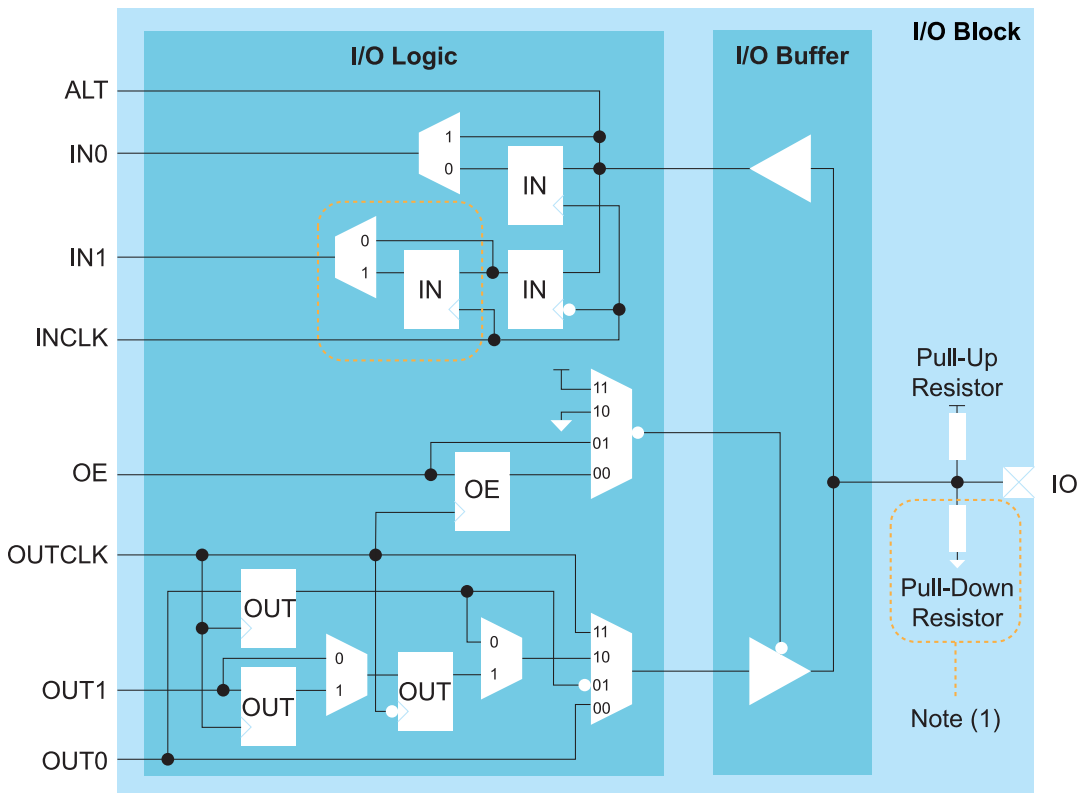 I/O Block
I/O Logic
I/O Buffer
ALT
1
IN0
0
IN
IN1
0
1
IN
IN
INCLK
Pull-Up
Resistor
11
10
01
OE
00
OE
IO
OUTCLK
Pull-Down
Resistor
OUT
11
0
10
0
1
01
OUT1
1
OUT
OUT
00
Note (1)
OUT0